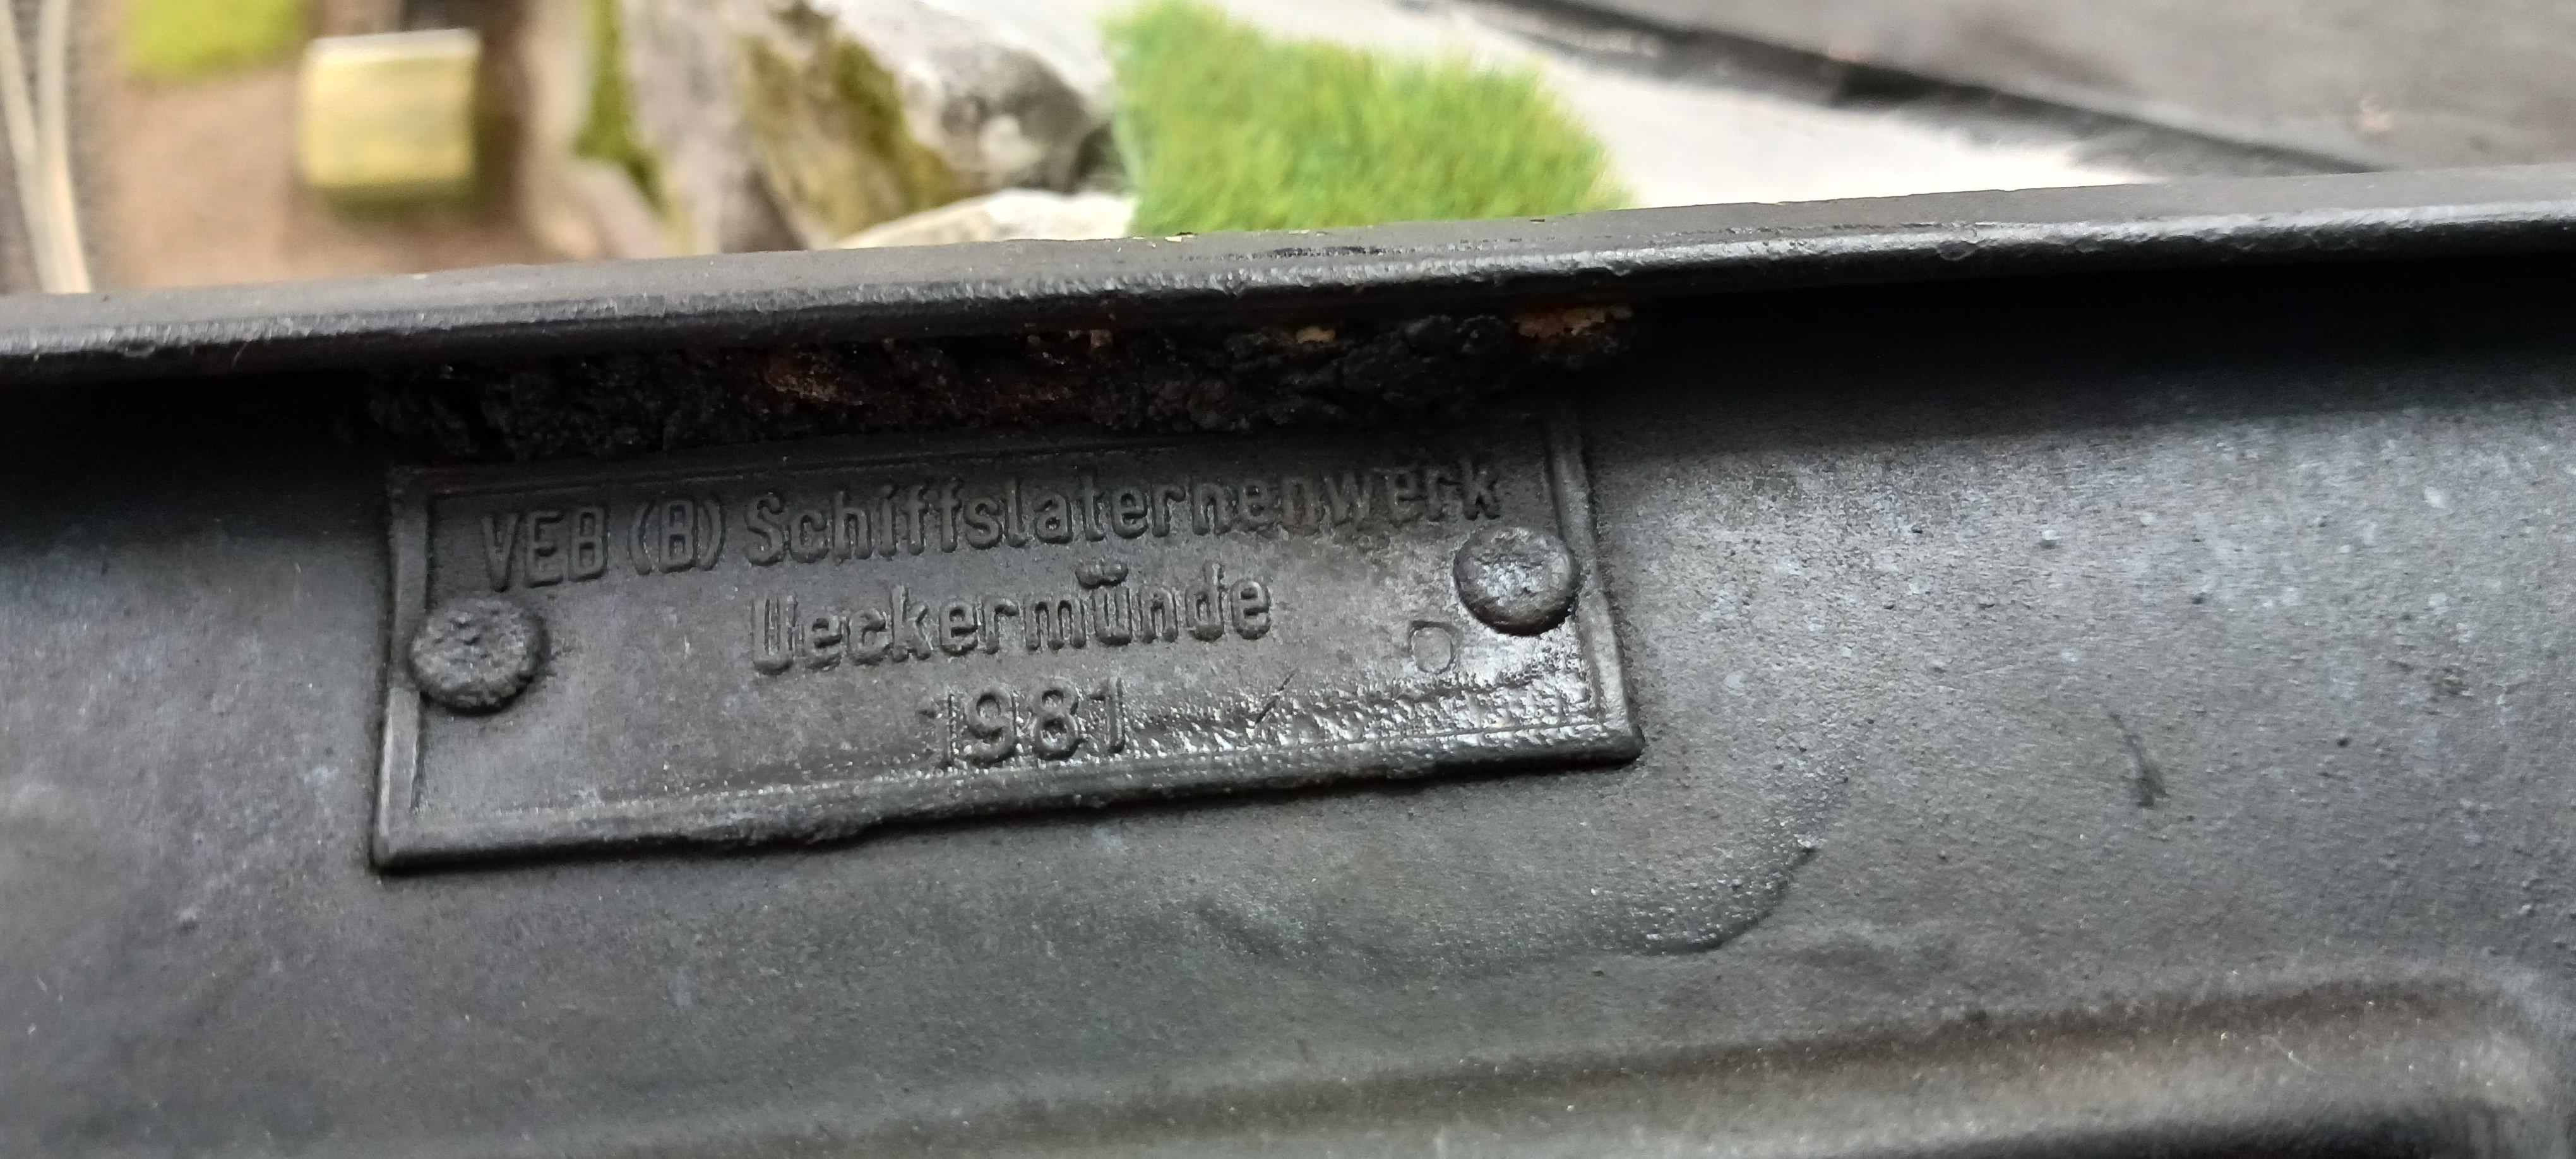 VEB (B) Schiffslaternenwerk
Ueckermünde
1981